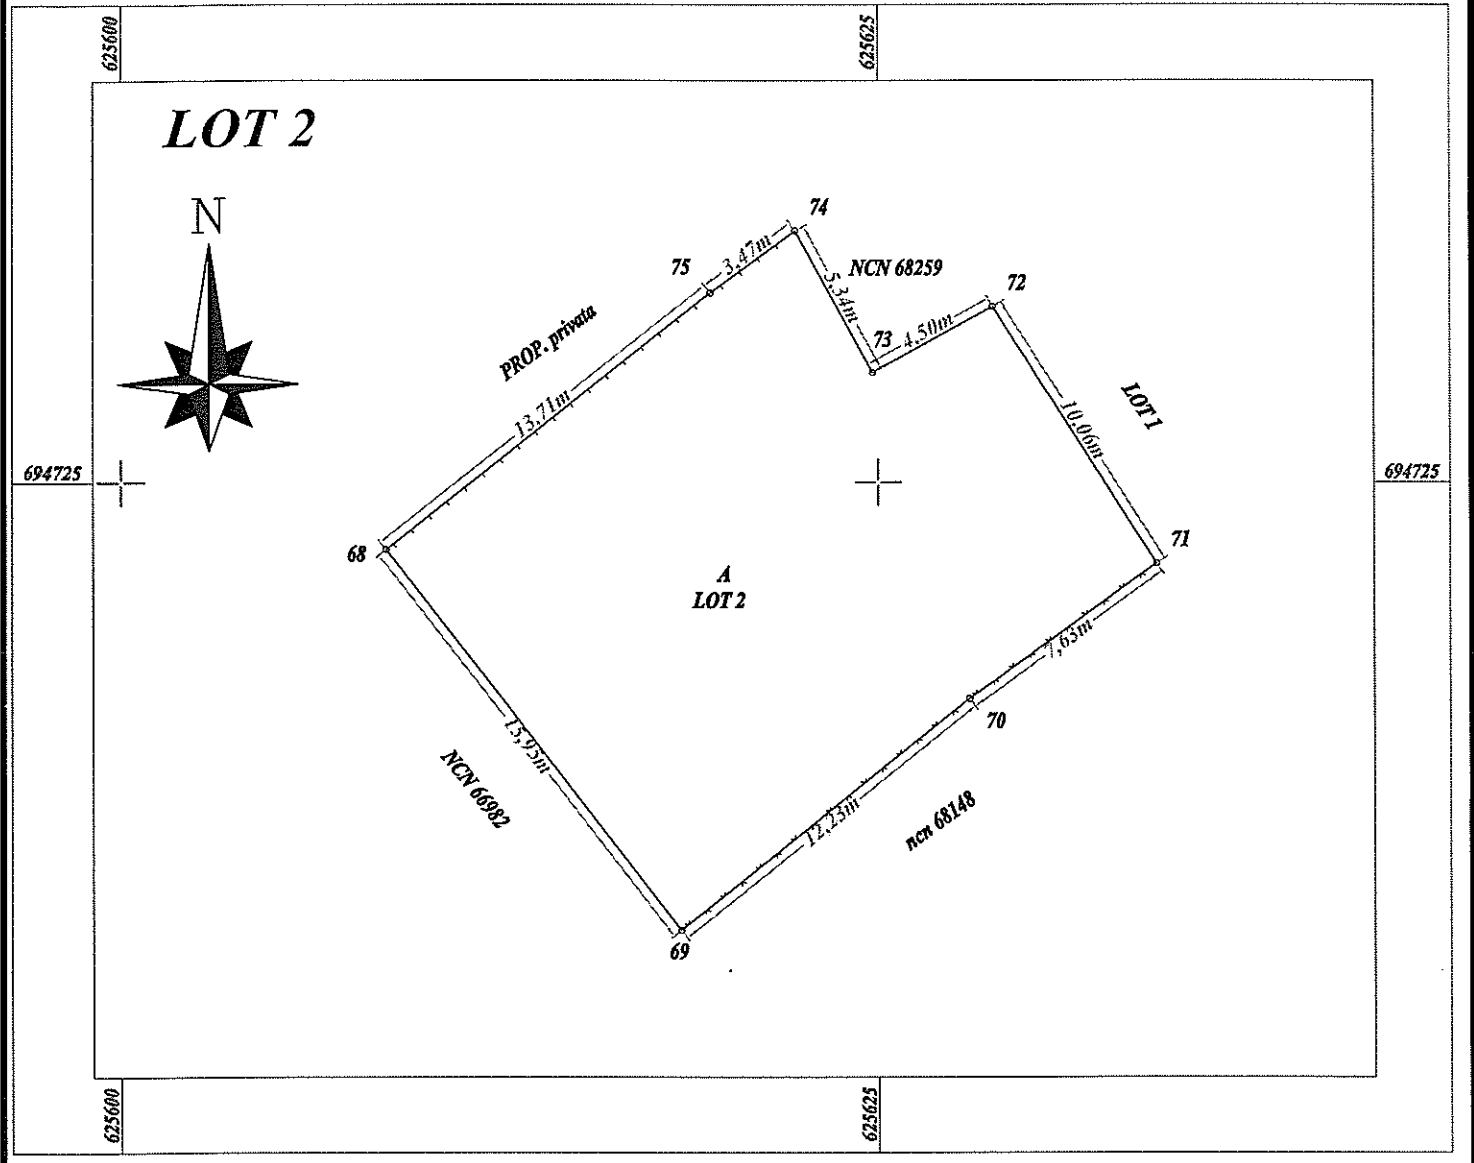 625600
625625
LOT 2
N
74
75
3,47m
NCN 68259
5,34m
72
PROP. privata
73
4,50m
13,71m
LOT 1
10,06m
694725
694725
68
71
A
LOT 2
7,63m
70
15,95m
NCN 66982
12,23m
ncn 68148
69
625600
625625